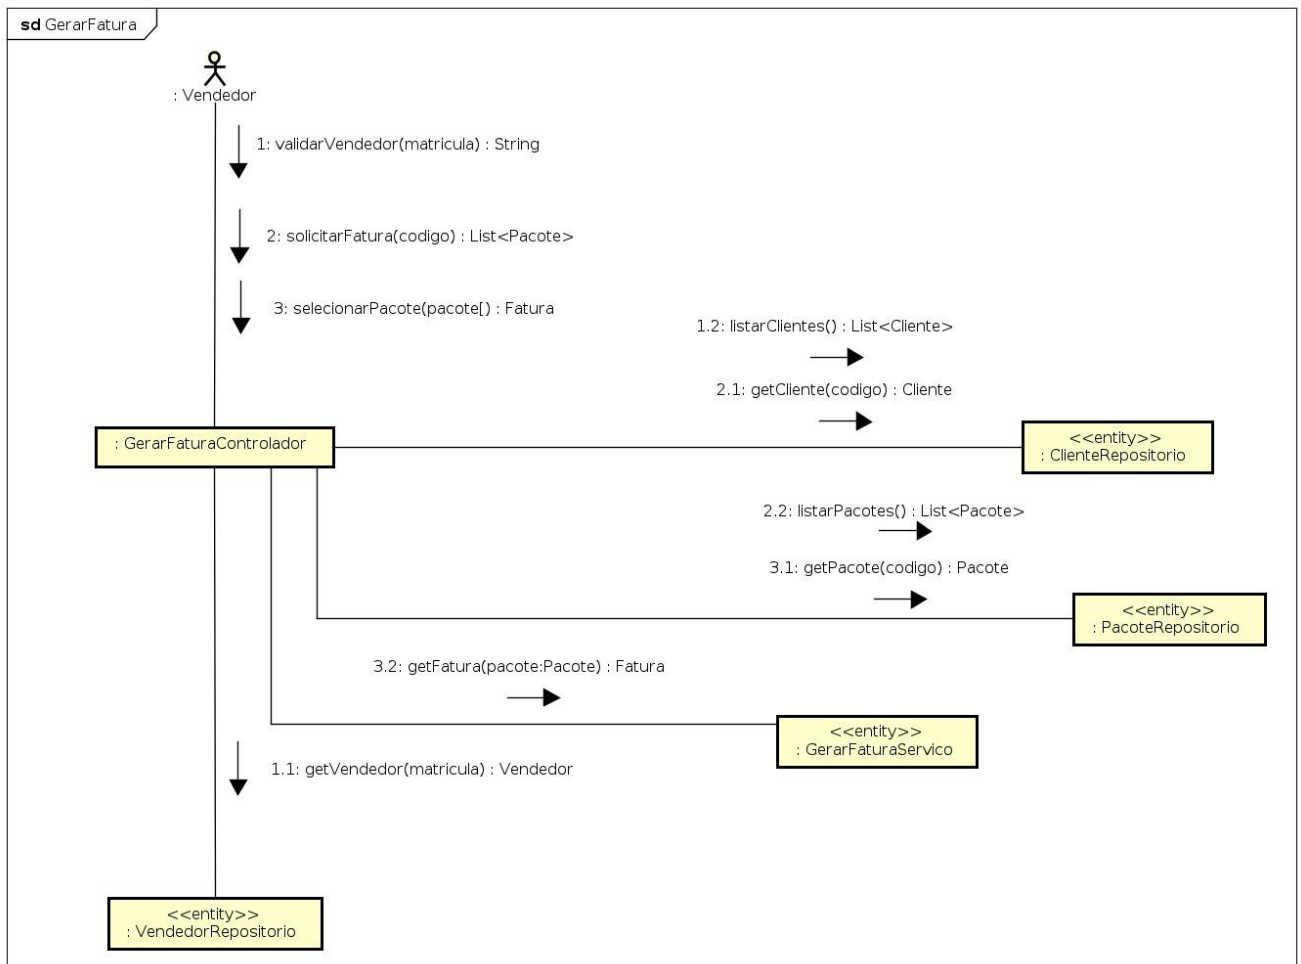 sd GerarFatura
: Vendedor
1: validarVendedor(matricula) : String
2: solicitarFatura(codigo) : List<Pacote>
3: selecionarPacote(pacote[) : Fatura
1.2: listarClientes() : List<Cliente>
2.1: getCliente(codigo) : Cliente
: GerarFaturaControlador
<<entity>>
: ClienteRepositorio
2.2: listarPacotes() : List<Pacote>
3.1: getPacote(codigo) : Pacote
<<entity>>
: PacoteRepositorio
3.2: getFatura(pacote:Pacote) : Fatura
<<entity>>
: GerarFaturaServico
1.1: getVendedor(matricula) : Vendedor
<<entity>>
: VendedorRepositorio